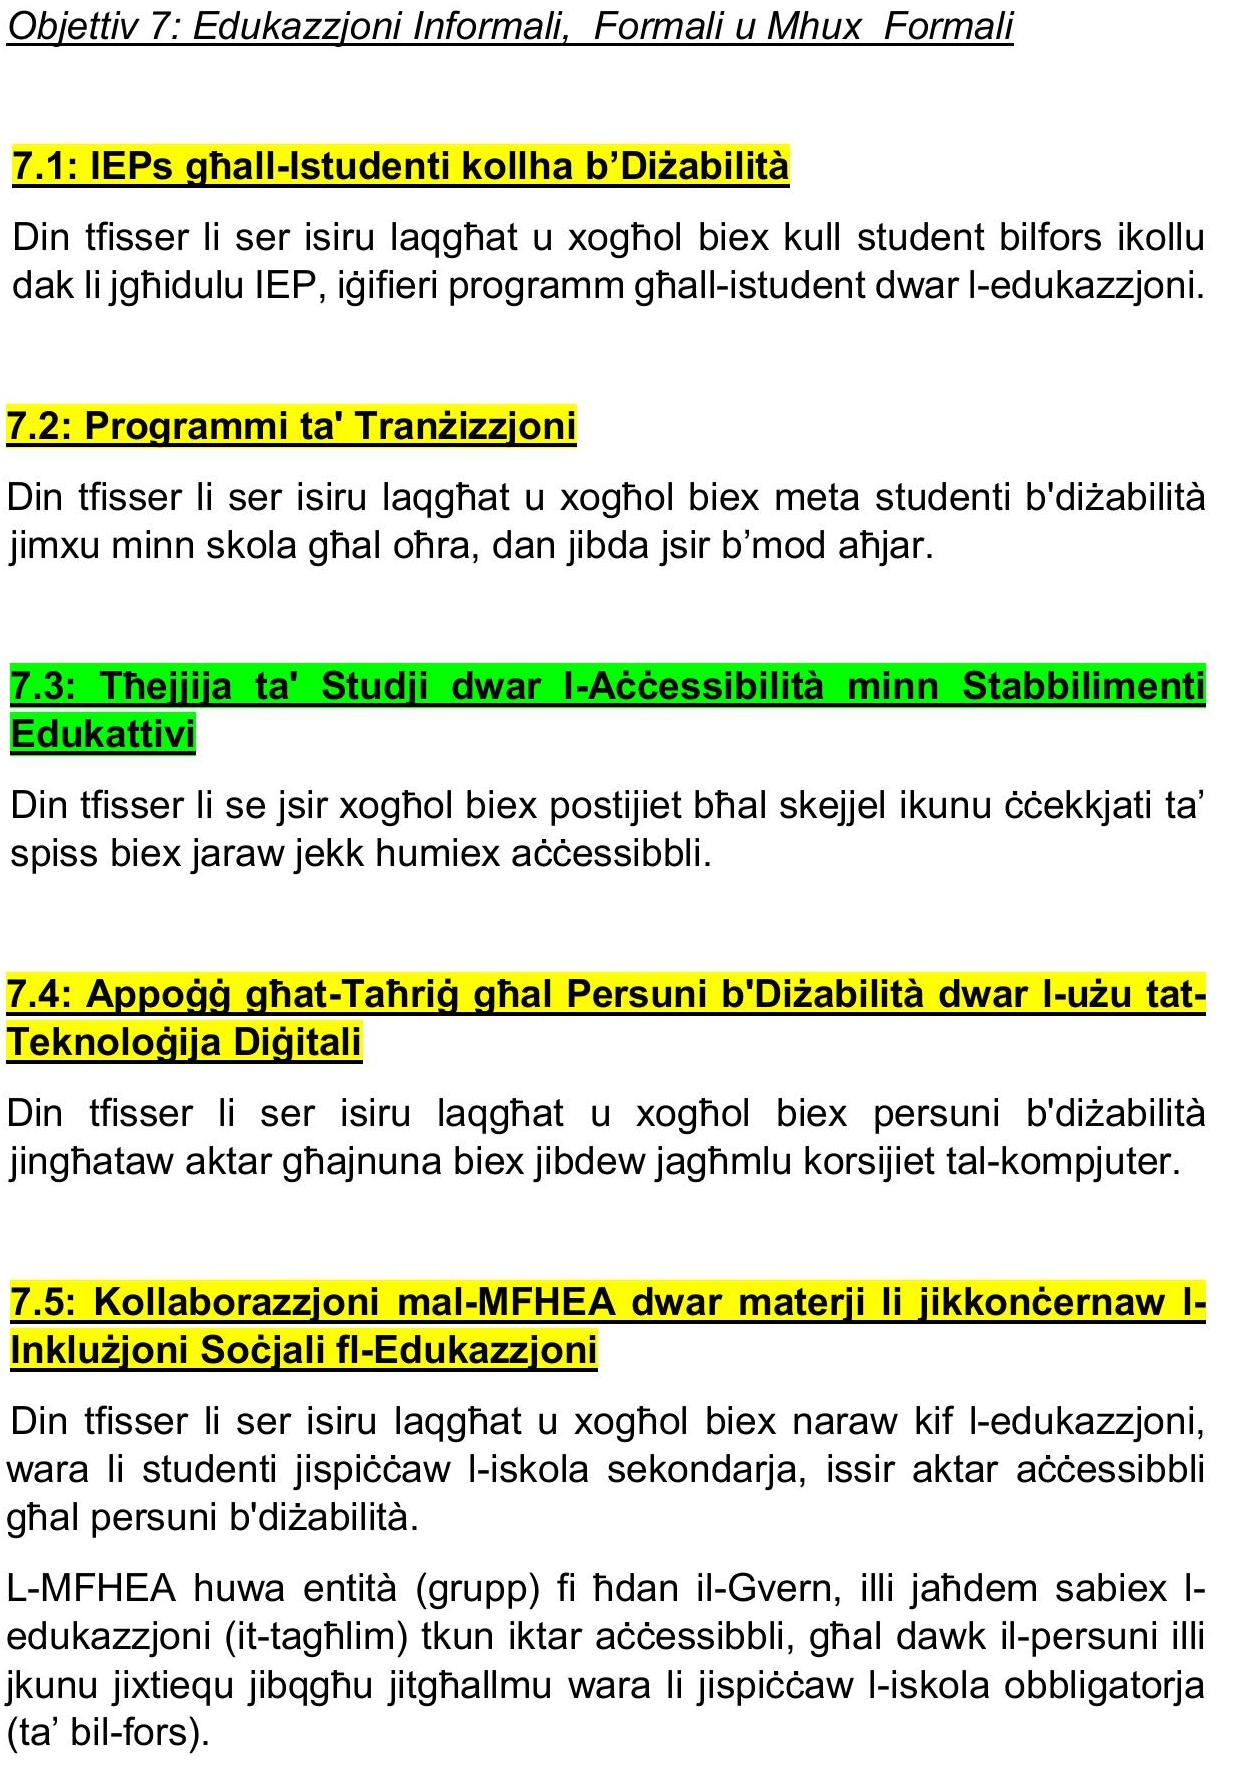 Objettiv 7: Edukazzjoni Informali,  Formali u Mhux  Formali
7.1: IEPs għall-Istudenti kollha b’Diżabilità
Din tfisser li ser isiru laqgħat u xogħol biex kull student bilfors ikollu
dak li jgħidulu IEP, iġifieri programm għall-istudent dwar l-edukazzjoni.
7.2: Programmi ta' Tranżizzjoni
Din tfisser li ser isiru laqgħat u xogħol biex meta studenti b'diżabilità
jimxu minn skola għal oħra, dan jibda jsir b’mod aħjar.
7.3: Tħejjija ta' Studji dwar l-Aċċessibilità minn Stabbilimenti
Edukattivi
Din tfisser li se jsir xogħol biex postijiet bħal skejjel ikunu ċċekkjati ta’
spiss biex jaraw jekk humiex aċċessibbli.
7.4: Appoġġ għat-Taħriġ għal Persuni b'Diżabilità dwar l-użu tat-
Teknoloġija Diġitali
Din tfisser li ser isiru laqgħat u xogħol biex persuni b'diżabilità
jingħataw aktar għajnuna biex jibdew jagħmlu korsijiet tal-kompjuter.
7.5: Kollaborazzjoni mal-MFHEA dwar materji li jikkonċernaw l-
Inklużjoni Soċjali fl-Edukazzjoni
Din tfisser li ser isiru laqgħat u xogħol biex naraw kif l-edukazzjoni,
wara li studenti jispiċċaw l-iskola sekondarja, issir aktar aċċessibbli
għal persuni b'diżabilità.
L-MFHEA huwa entità (grupp) fi ħdan il-Gvern, illi jaħdem sabiex l-
edukazzjoni (it-tagħlim) tkun iktar aċċessibbli, għal dawk il-persuni illi
jkunu jixtiequ jibqgħu jitgħallmu wara li jispiċċaw l-iskola obbligatorja
(ta’ bil-fors).